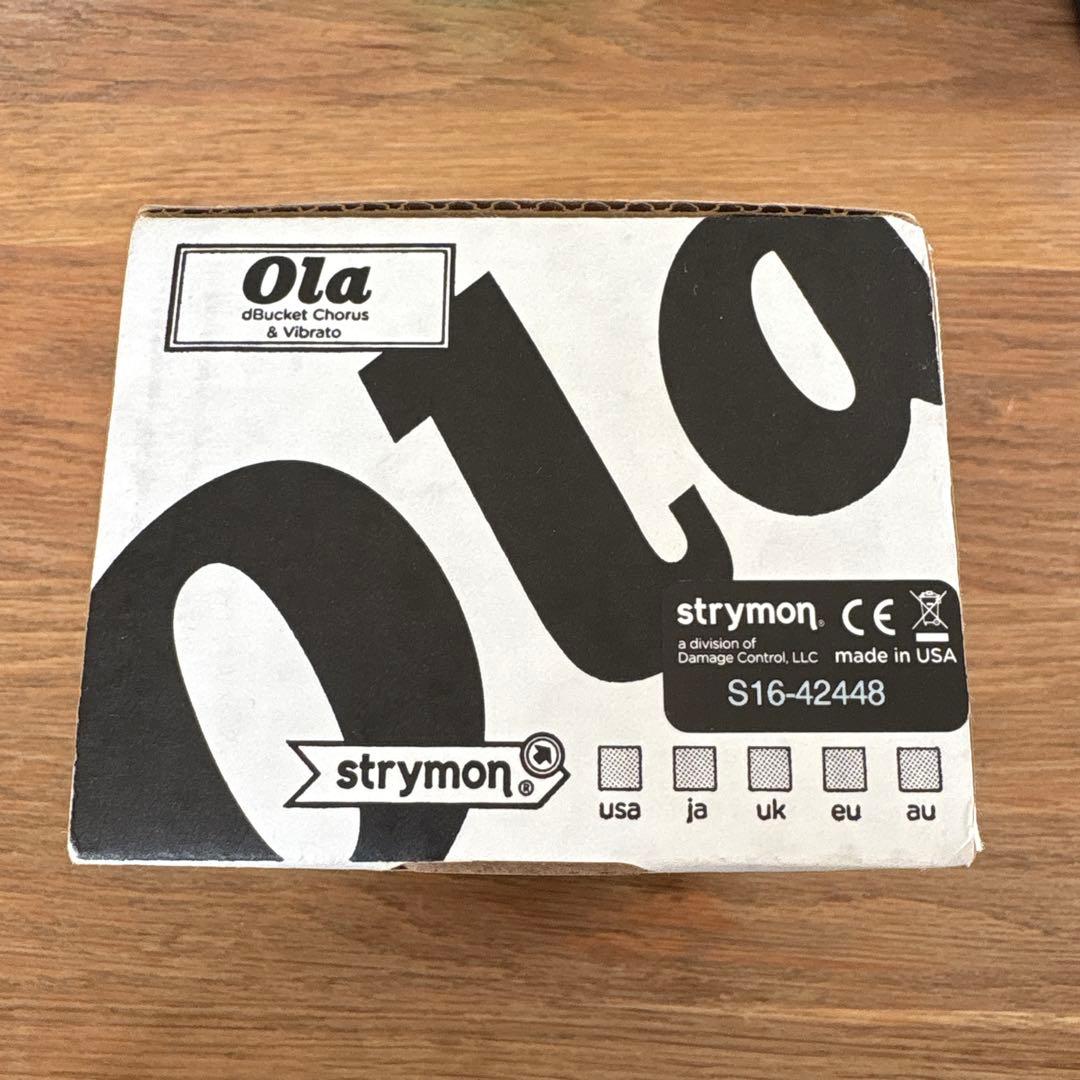 Ola
dBucket Chorus
& Vibrato
Ola
strymon®
a division of
Damage Control, LLC
CE
made in USA
S16-42448
strymon®
usa ja uk eu au